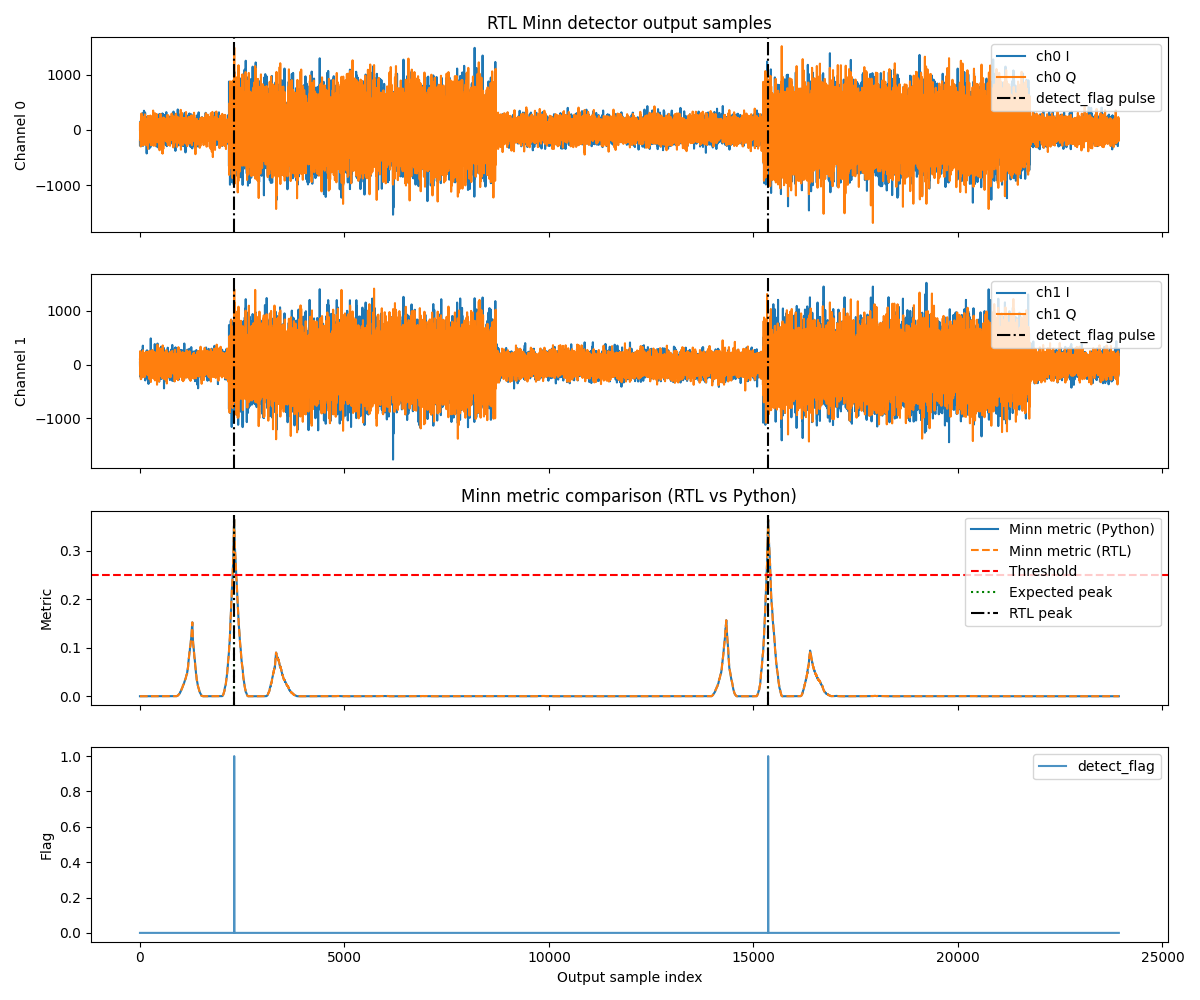 RTL Minn detector output samples
1000
0
−1000
Channel 0
ch0 I
ch0 Q
detect_flag pulse
1000
0
−1000
Channel 1
ch1 I
ch1 Q
detect_flag pulse
Minn metric comparison (RTL vs Python)
0.3
0.2
0.1
0.0
Metric
Minn metric (Python)
Minn metric (RTL)
Threshold
Expected peak
RTL peak
1.0
0.8
0.6
0.4
0.2
0.0
Flag
detect_flag
0
5000
10000
15000
20000
25000
Output sample index